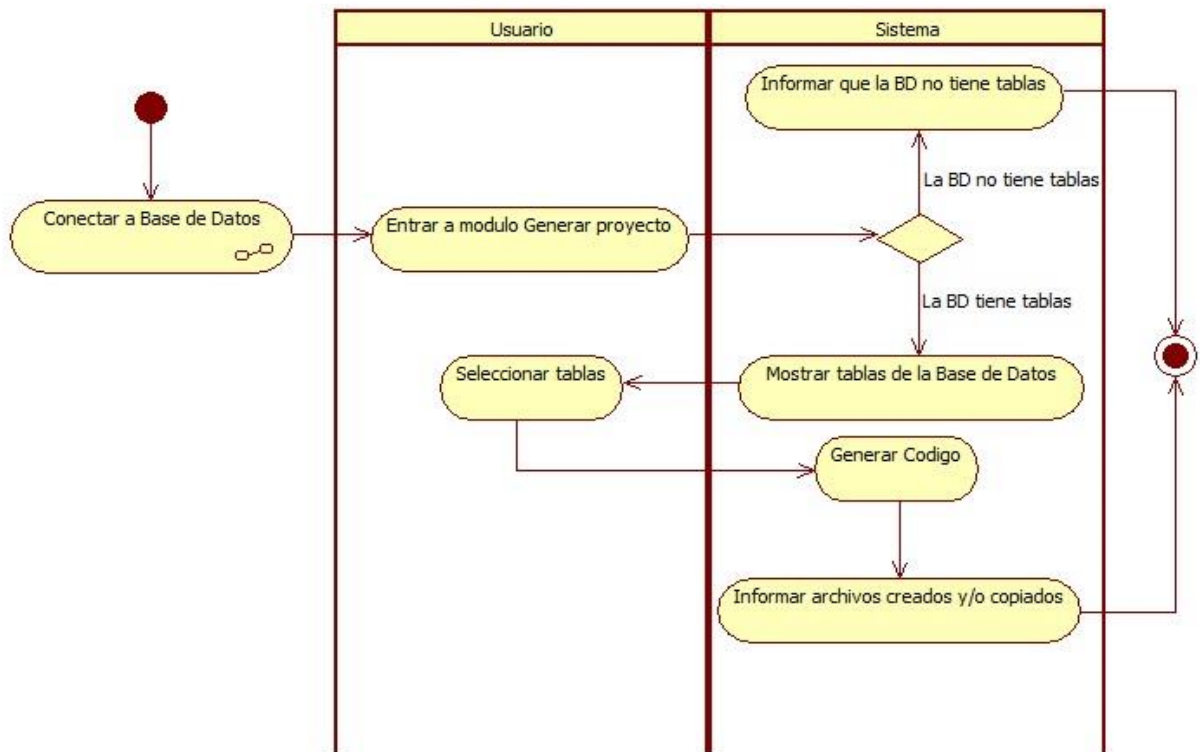 Usuario
Sistema
Informar que la BD no tiene tablas
La BD no tiene tablas
Conectar a Base de Datos
Entrar a modulo Generar proyecto
La BD tiene tablas
Seleccionar tablas
Mostrar tablas de la Base de Datos
Generar Codigo
Informar archivos creados y/o copiados